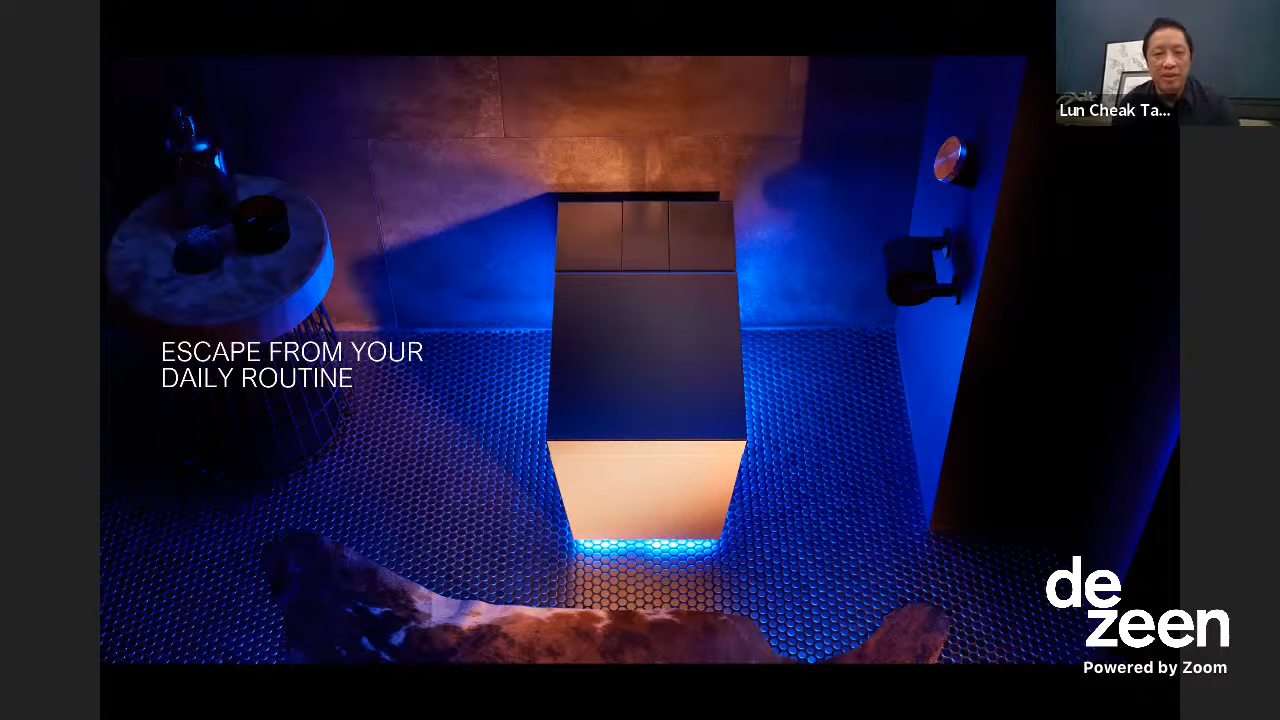 Lun Cheak Ta...
ESCAPE FROM YOUR
DAILY ROUTINE
de
zeen
Powered by Zoom